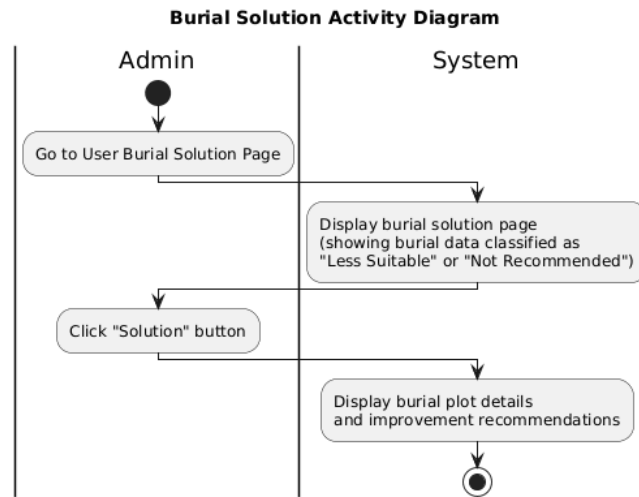 Burial Solution Activity Diagram
Admin
System
Go to User Burial Solution Page
Display burial solution page
(showing burial data classified as
"Less Suitable" or "Not Recommended")
Click "Solution" button
Display burial plot details
and improvement recommendations